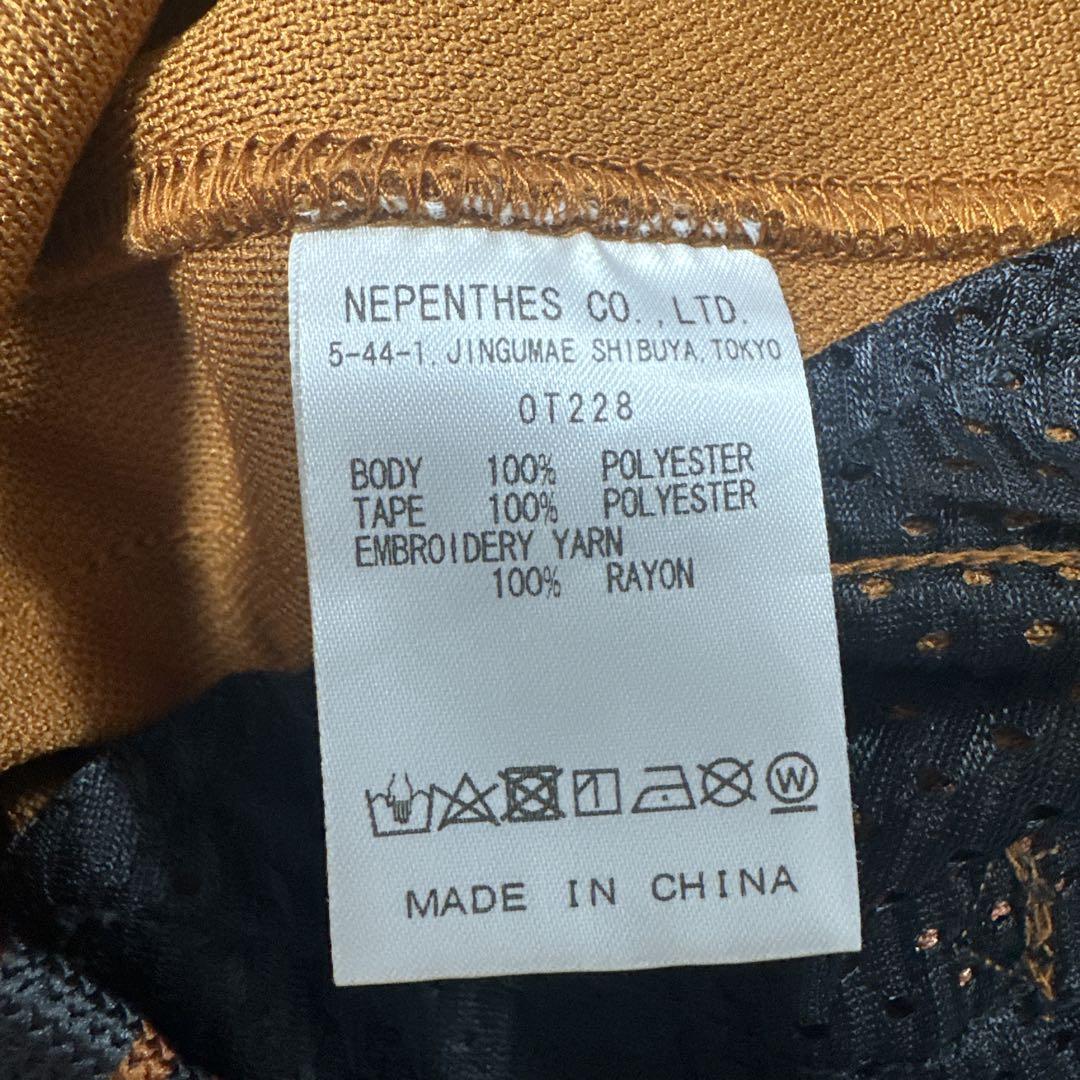 NEPENTHES CO.,LTD.
5-44-1, JINGUMAE SHIBUYA, TOKYO
OT228
BODY 100% POLYESTER
TAPE 100% POLYESTER
EMBROIDERY YARN
100% RAYON
W
MADE IN CHINA